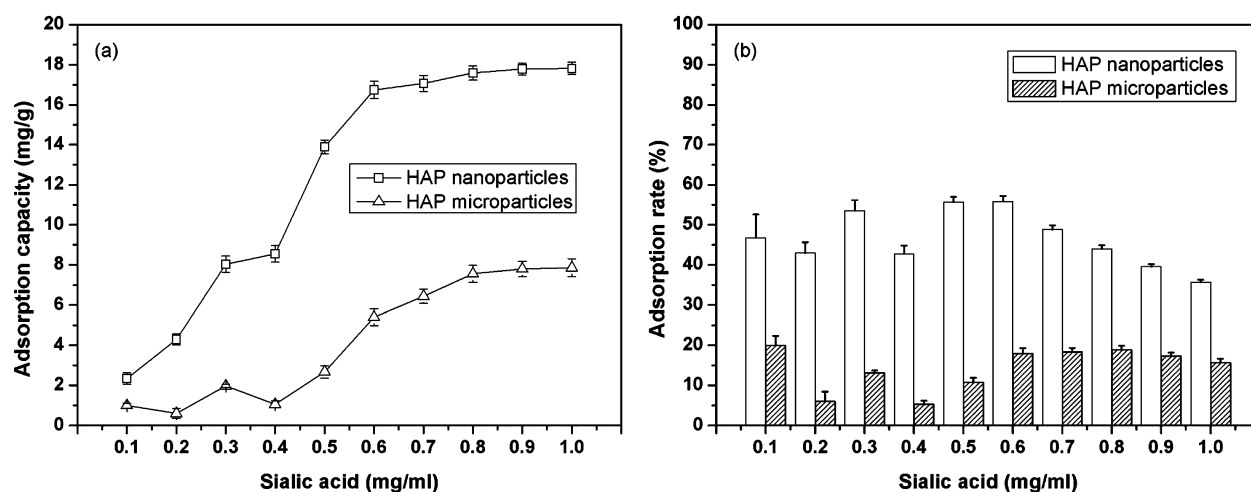 (a)
Adsorption capacity (mg/g)
20
18
16
14
12
10
8
6
4
2
0
HAP nanoparticles
HAP microparticles
0.1 0.2 0.3 0.4 0.5 0.6 0.7 0.8 0.9 1.0
Sialic acid (mg/ml)
(b)
Adsorption rate (%)
100
90
80
70
60
50
40
30
20
10
0
HAP nanoparticles
HAP microparticles
0.1 0.2 0.3 0.4 0.5 0.6 0.7 0.8 0.9 1.0
Sialic acid (mg/ml)